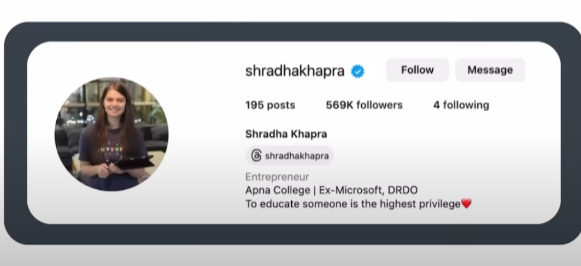 shradhakhapra Follow Message
195 posts 569K followers 4 following
Shradha Khapra
shradhakhapra
Entrepreneur
Apna College | Ex-Microsoft, DRDO
To educate someone is the highest privilege❤️